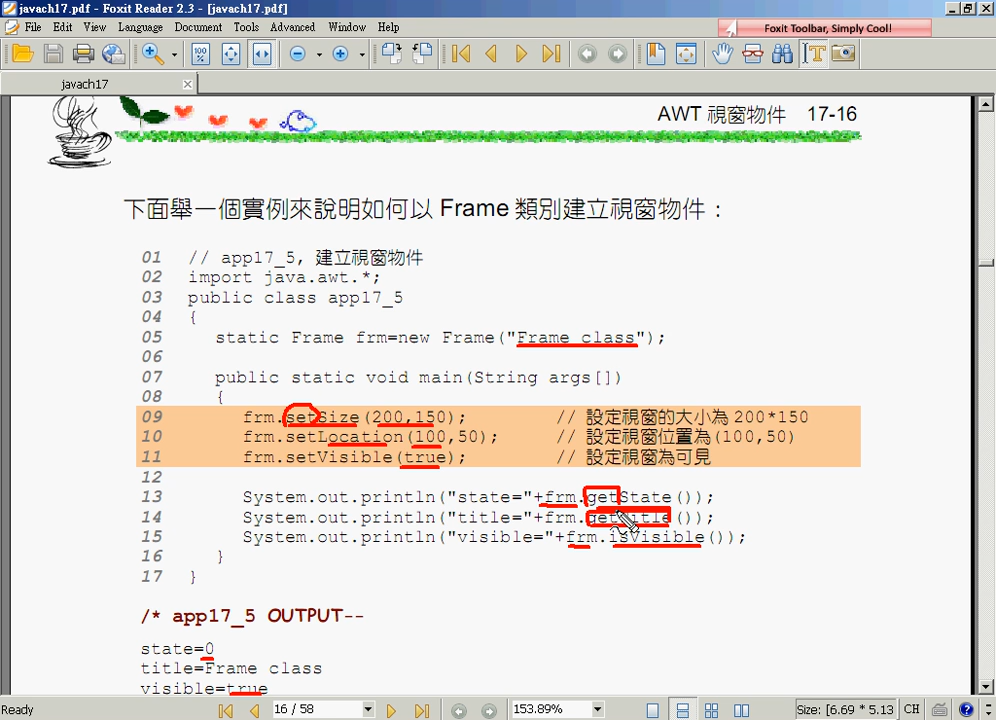 javach17.pdf - Foxit Reader 2.3 - [javach17.pdf]
File Edit View Language Document Tools Advanced Window Help
Foxit Toolbar, Simply Cool!
javach17
AWT 視窗物件 17-16
下面舉一個實例來說明如何以 Frame 類別建立視窗物件：
01 // app17_5, 建立視窗物件
02 import java.awt.*;
03 public class app17_5
04 {
05 static Frame frm=new Frame("Frame class");
06
07 public static void main(String args[])
08 {
09 frm.setSize(200,150); // 設定視窗的大小為 200*150
10 frm.setLocation(100,50); // 設定視窗位置為(100,50)
11 frm.setVisible(true); // 設定視窗為可見
12
13 System.out.println("state="+frm.getState());
14 System.out.println("title="+frm.getTitle());
15 System.out.println("visible="+frm.isVisible());
16 }
17 }
/* app17_5 OUTPUT--
state=0
title=Frame class
visible=true
Ready 16 / 58 153.89% Size: [6.69 * 5.13 CH